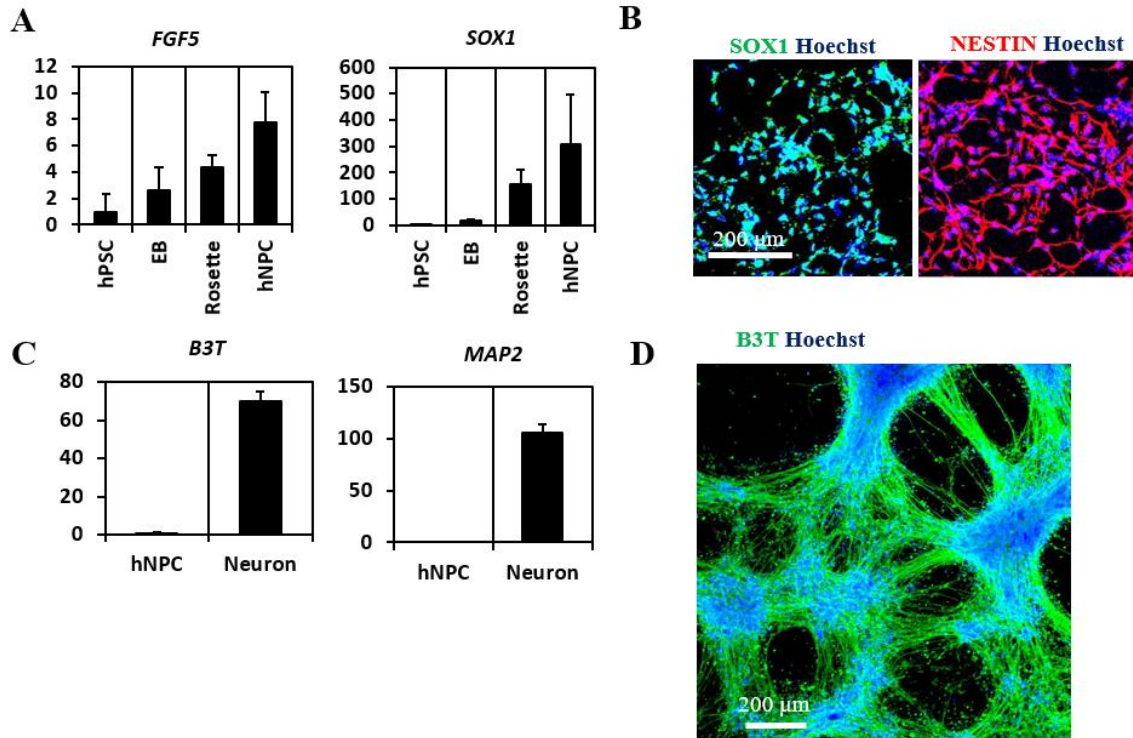 A
FGF5
12
10
8
6
4
2
0
hPSC
EB
Rosette
hNPC
SOX1
600
500
400
300
200
100
0
hPSC
EB
Rosette
hNPC
B
SOX1 Hoechst
NESTIN Hoechst
200 μm
C
B3T
80
60
40
20
0
hNPC
Neuron
MAP2
150
100
50
0
hNPC
Neuron
D
B3T Hoechst
200 μm